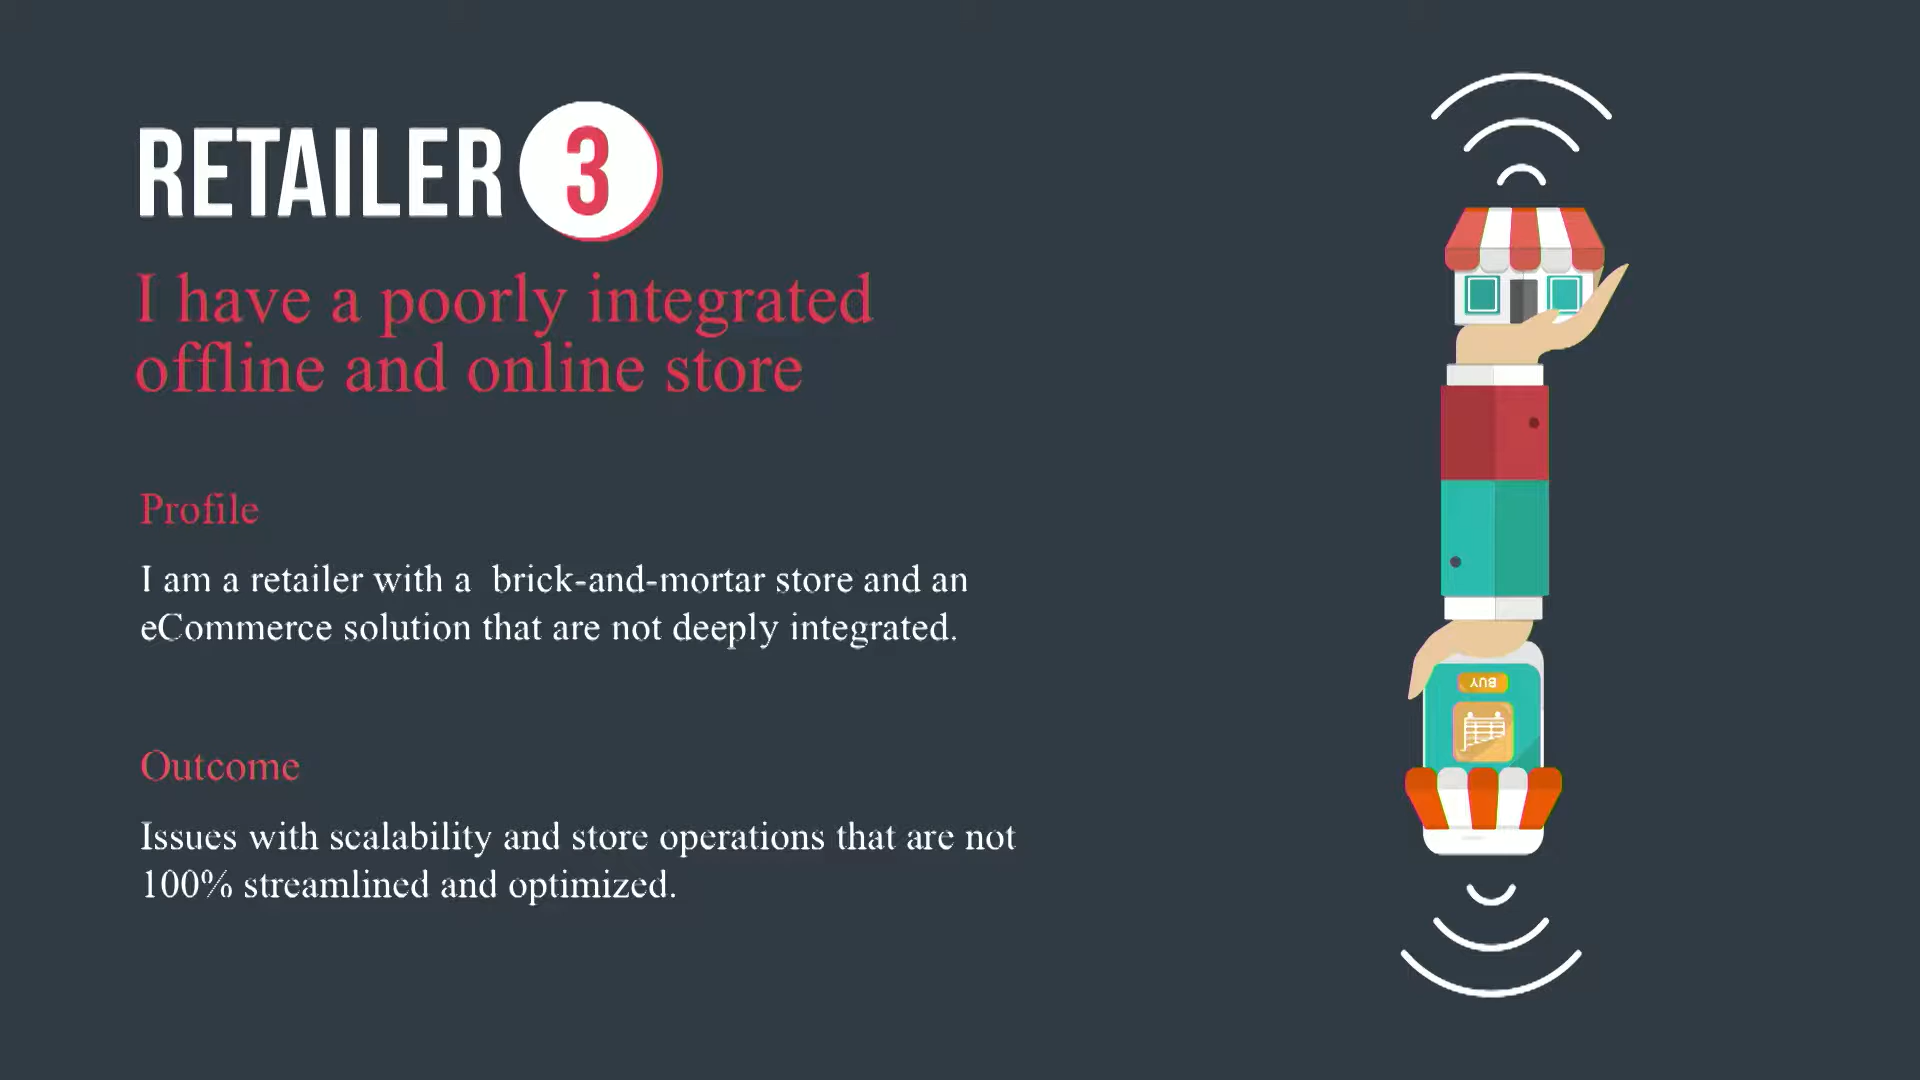 RETAILER 3
I have a poorly integrated
offline and online store
Profile
I am a retailer with a  brick-and-mortar store and an
eCommerce solution that are not deeply integrated.
Outcome
Issues with scalability and store operations that are not
100% streamlined and optimized.
BUY